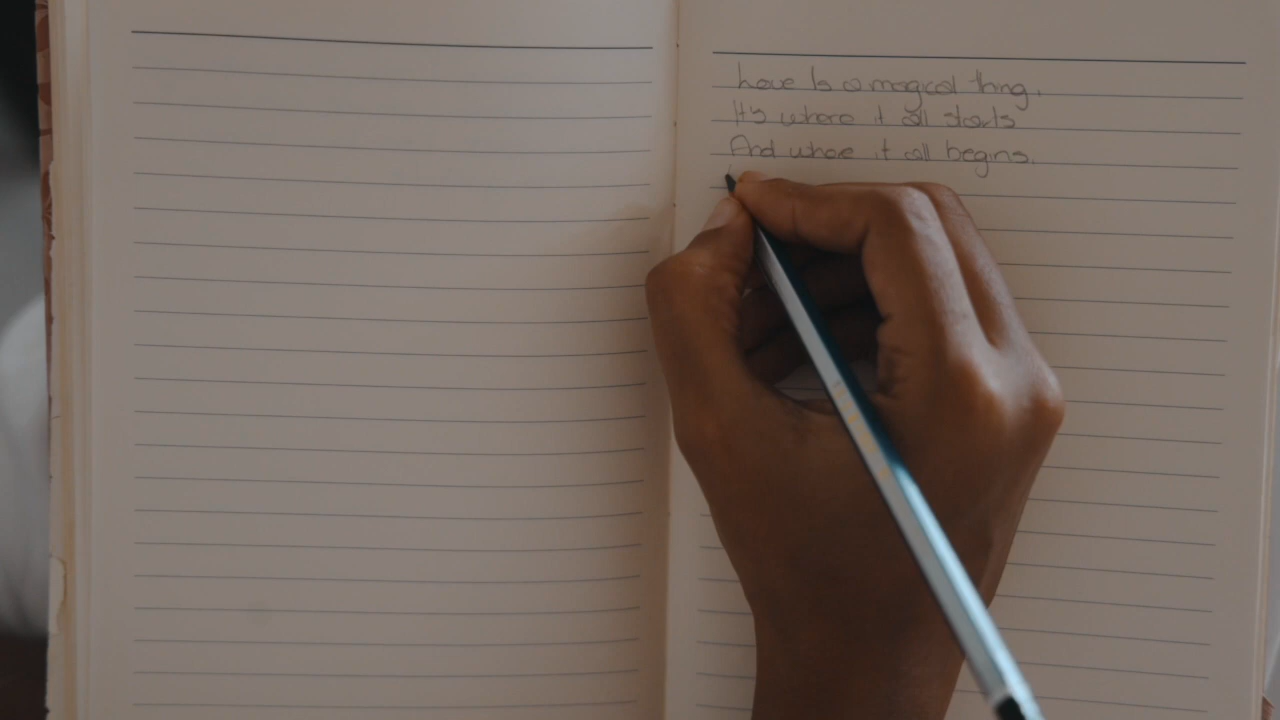 Love Is a magical thing.
It's where it all starts
And where it all begins.